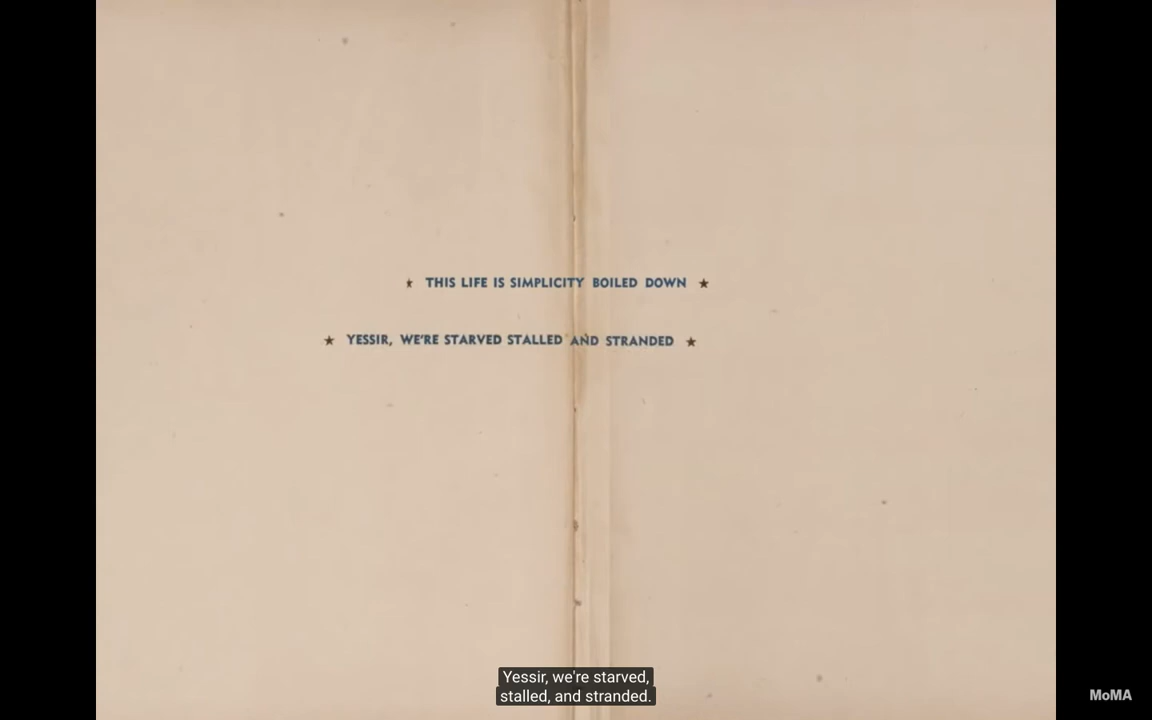 ★ THIS LIFE IS SIMPLICITY BOILED DOWN ★
★ YESSIR, WE'RE STARVED STALLED AND STRANDED ★
Yessir, we're starved,
stalled, and stranded.
MoMA